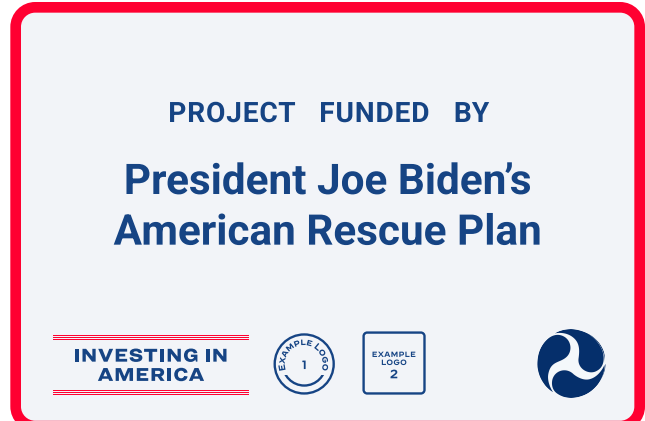 PROJECT FUNDED BY
President Joe Biden’s
American Rescue Plan
INVESTING IN
AMERICA
EXAMPLE LOGO
1
EXAMPLE
LOGO
2